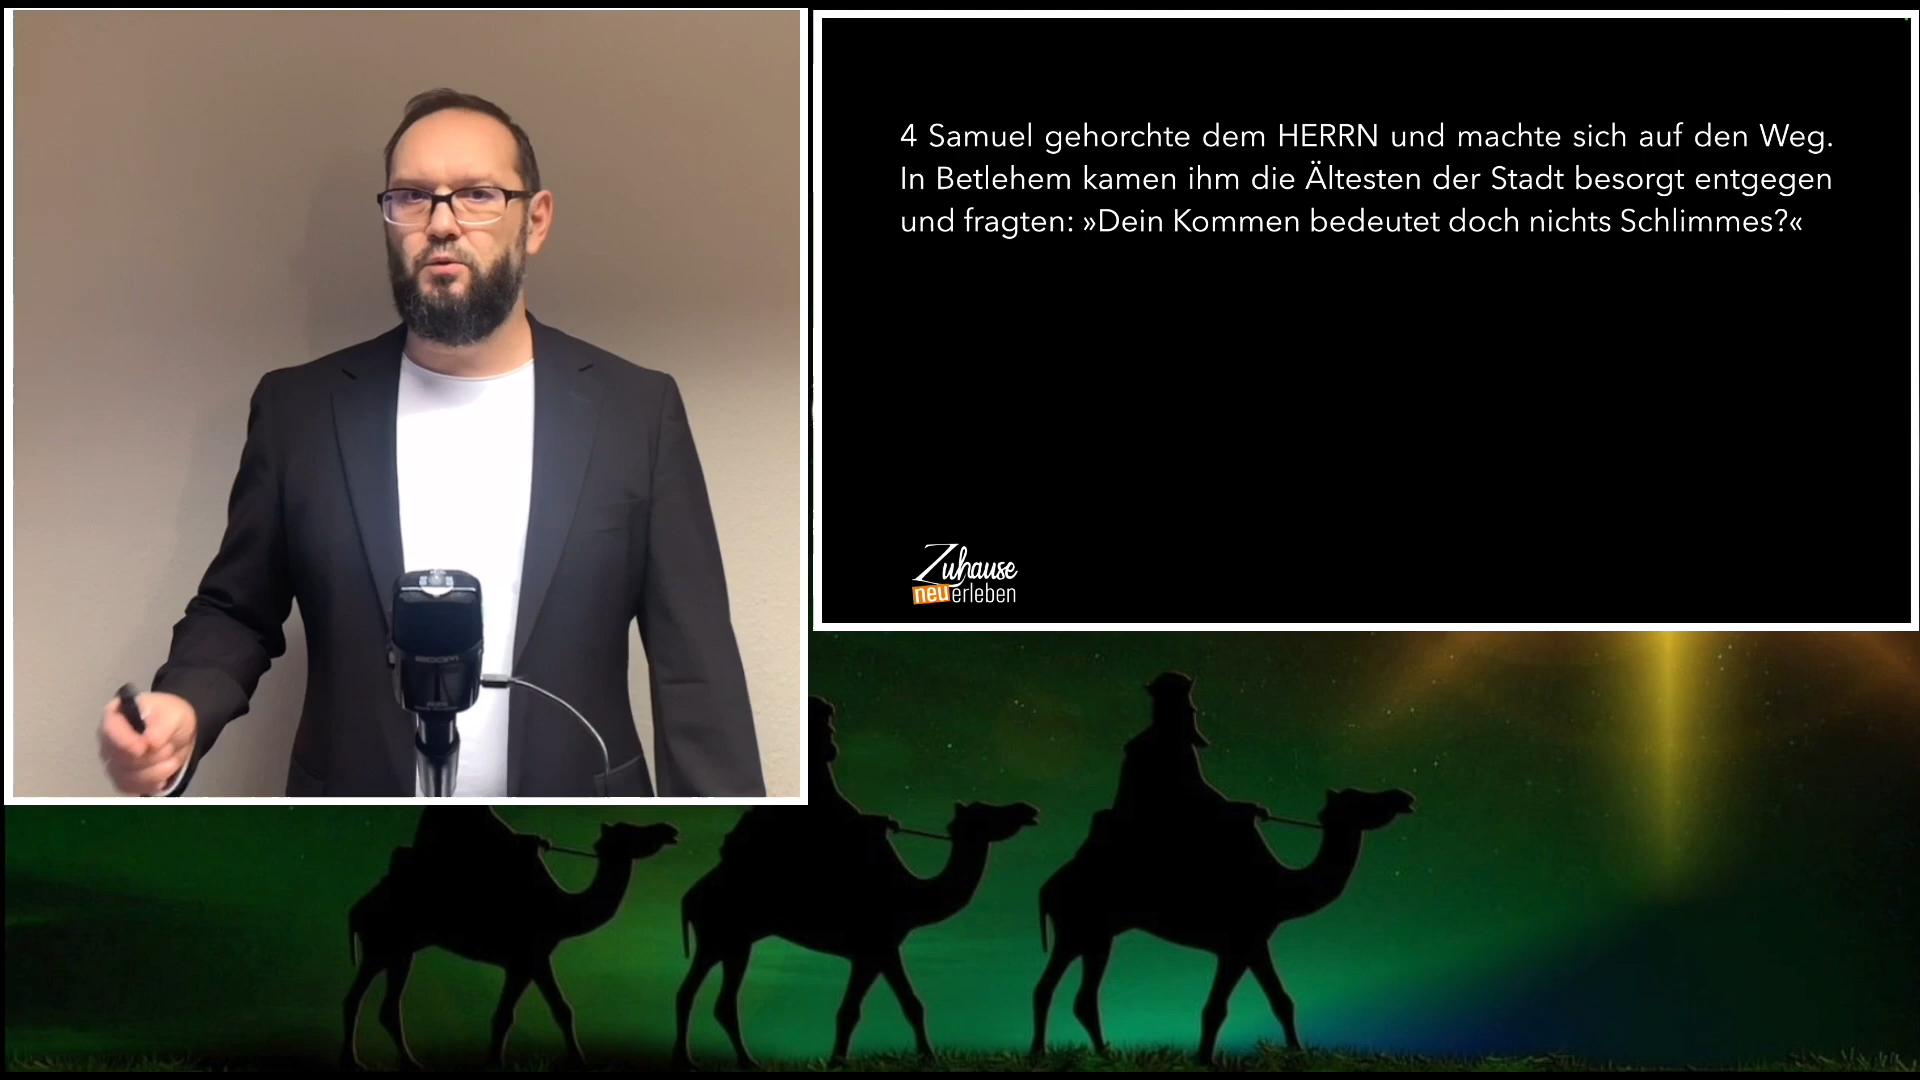 4 Samuel gehorchte dem HERRN und machte sich auf den Weg.
In Betlehem kamen ihm die Ältesten der Stadt besorgt entgegen
und fragten: »Dein Kommen bedeutet doch nichts Schlimmes?«
Zuhause
neu erleben
zoom